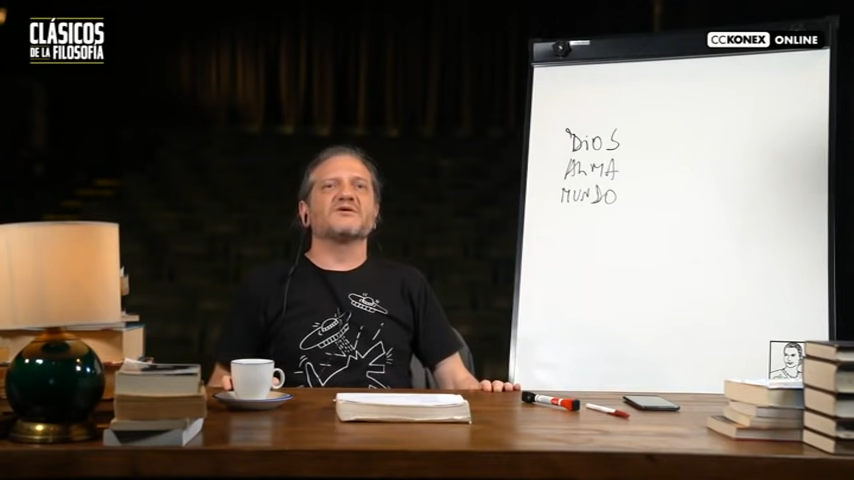 CLÁSICOS
DE LA FILOSOFÍA
CCKONEX ONLINE
DIOS
ALMA
MUNDO